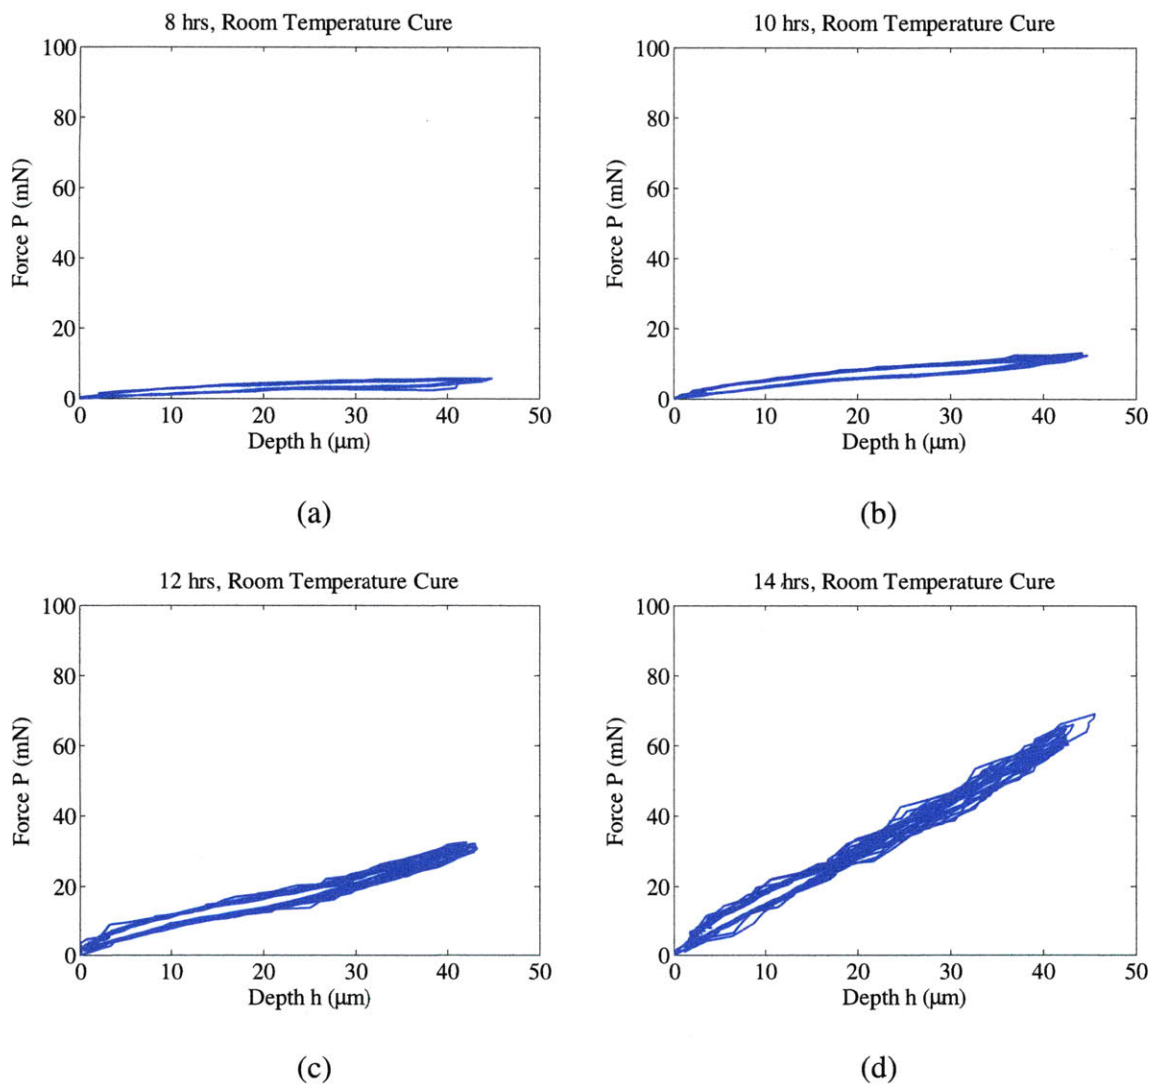 8 hrs, Room Temperature Cure
100
80
60
40
20
0
Force P (mN)
0 10 20 30 40 50
Depth h (µm)
(a)
10 hrs, Room Temperature Cure
100
80
60
40
20
0
Force P (mN)
0 10 20 30 40 50
Depth h (µm)
(b)
12 hrs, Room Temperature Cure
100
80
60
40
20
0
Force P (mN)
0 10 20 30 40 50
Depth h (µm)
(c)
14 hrs, Room Temperature Cure
100
80
60
40
20
0
Force P (mN)
0 10 20 30 40 50
Depth h (µm)
(d)